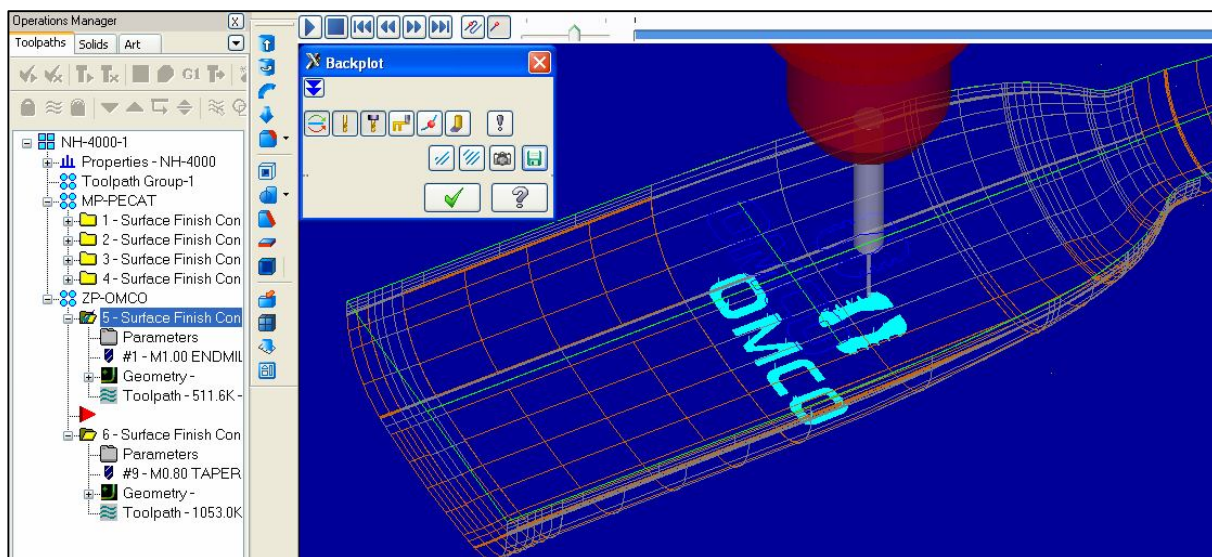 Operations Manager
X
Toolpaths Solids Art
G1
NH-4000-1
Properties - NH-4000
Toolpath Group-1
MP-PECAT
1 - Surface Finish Con
2 - Surface Finish Con
3 - Surface Finish Con
4 - Surface Finish Con
ZP-OMCO
5 - Surface Finish Con
Parameters
#1 - M1.00 ENDMIL
Geometry -
Toolpath - 511.6K -
6 - Surface Finish Con
Parameters
#9 - M0.80 TAPER
Geometry -
Toolpath - 1053.0K
Backplot
OMCO